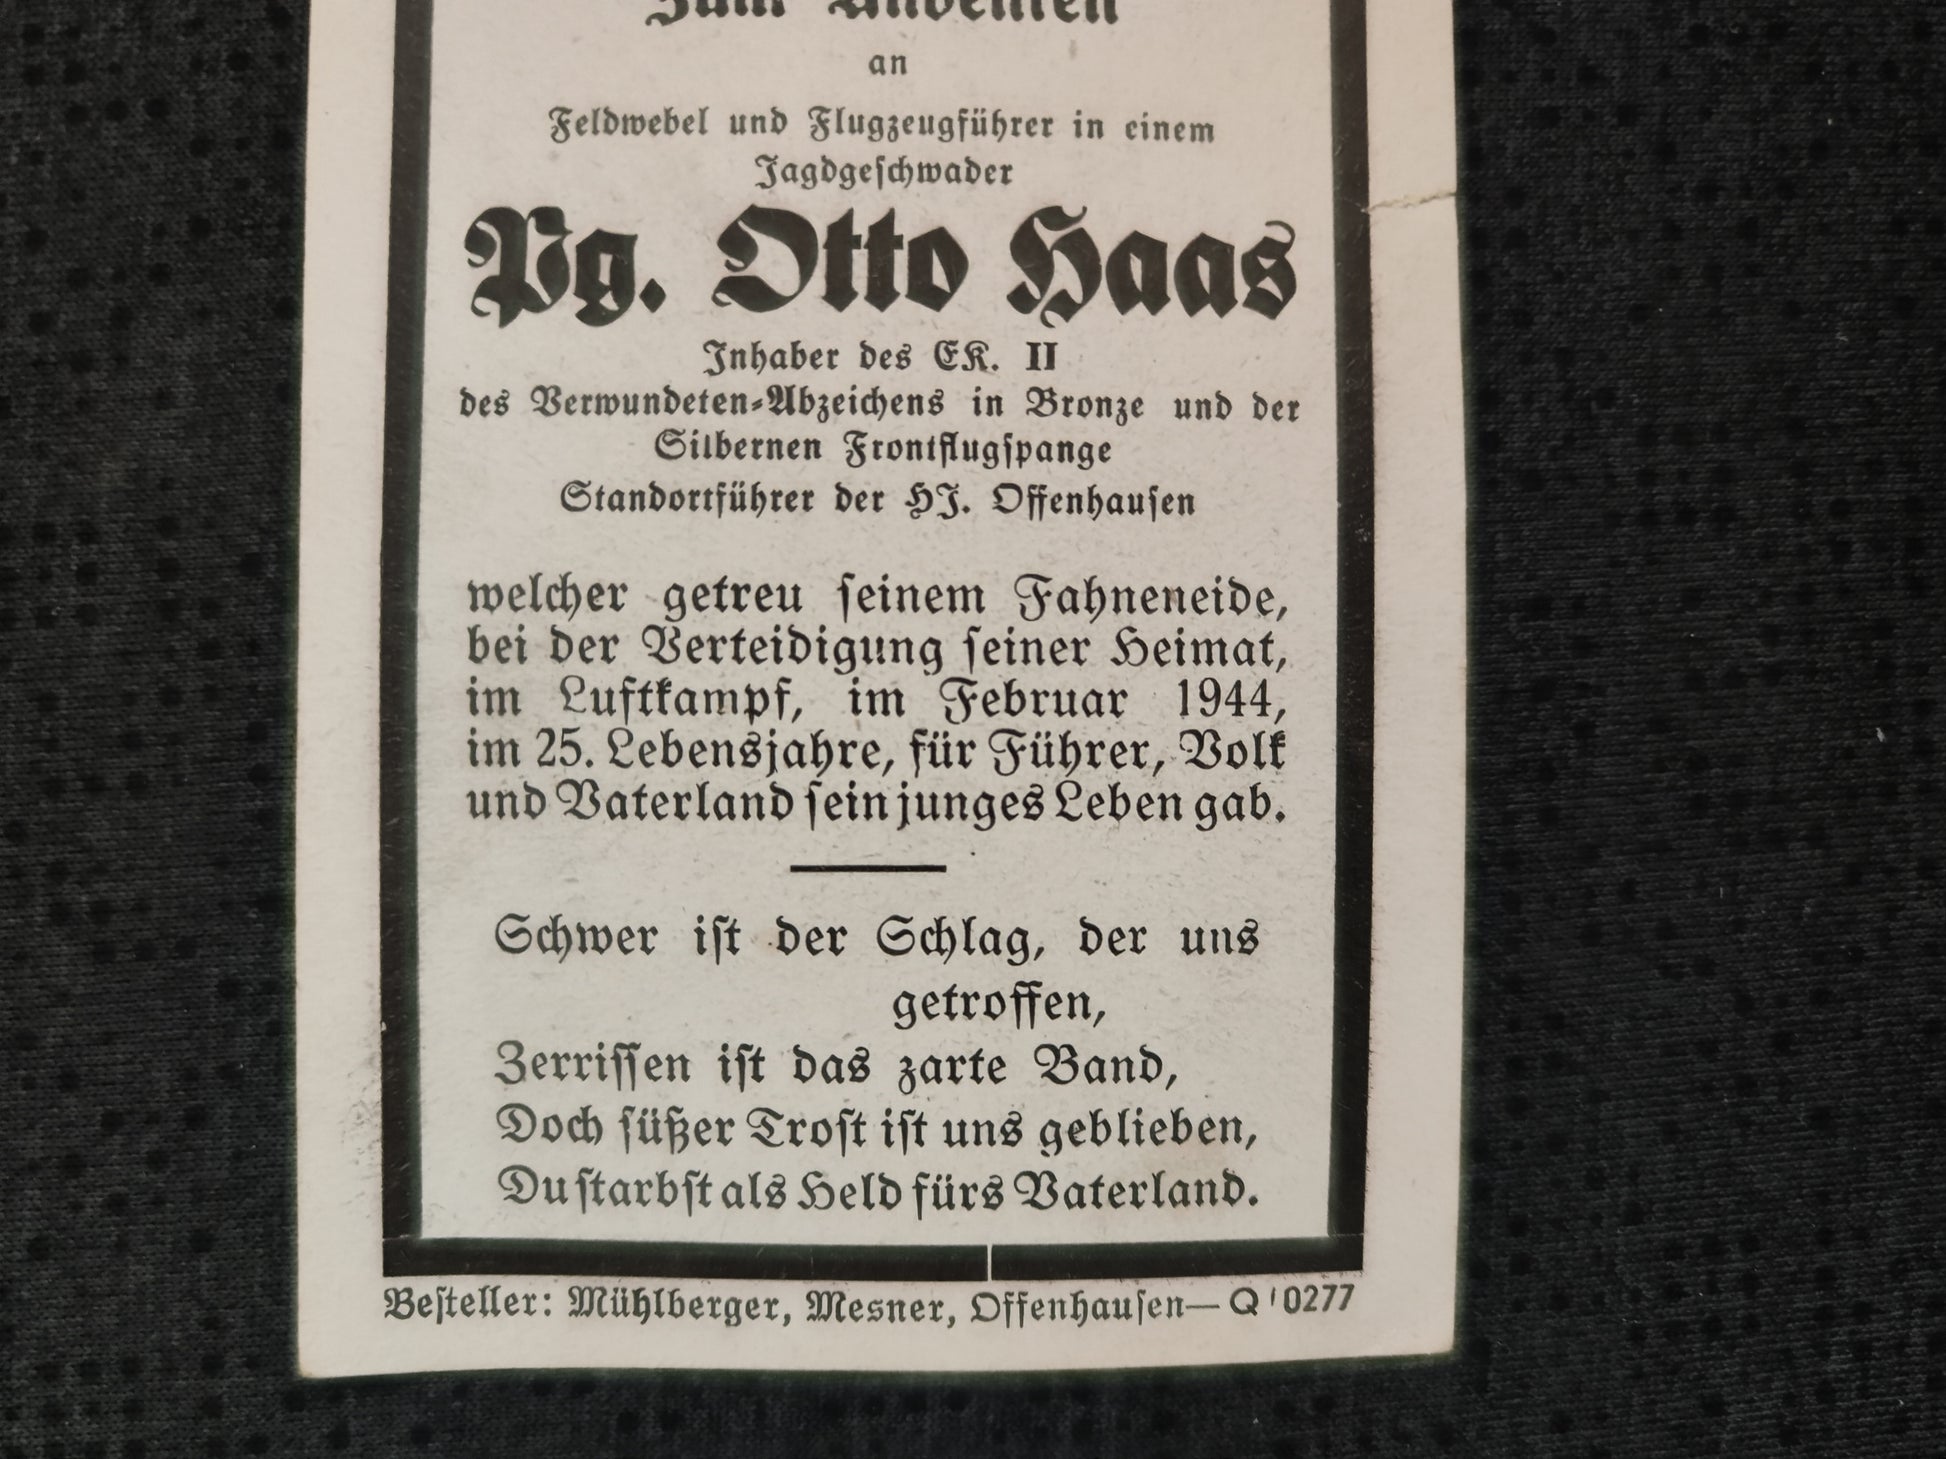 Zum Andenken
an
Feldwebel und Flugzeugführer in einem
Jagdgeschwader
Pg. Otto Haas
Inhaber des EK. II
des Verwundeten-Abzeichens in Bronze und der
Silbernen Frontflugspange
Standortführer der HJ. Offenhausen
welcher getreu seinem Fahneneide,
bei der Verteidigung seiner Heimat,
im Luftkampf, im Februar 1944,
im 25. Lebensjahre, für Führer, Volk
und Vaterland sein junges Leben gab.
Schwer ist der Schlag, der uns
getroffen,
Zerrissen ist das zarte Band,
Doch süßer Trost ist uns geblieben,
Du starbst als Held fürs Vaterland.
Besteller: Mühlberger, Mesner, Offenhausen— Q/0277